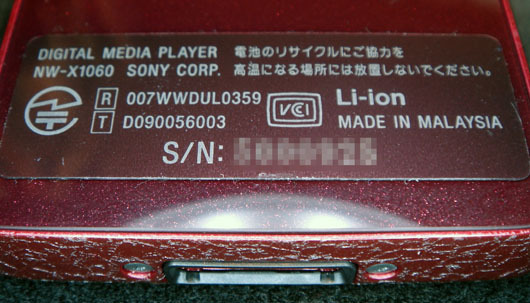 DIGITAL MEDIA PLAYER 電池のリサイクルにご協力を
NW-X1060 SONY CORP. 高温になる場所には放置しないでください。
R 007WWDUL0359 VCCI Li-ion
T D090056003 MADE IN MALAYSIA
S/N: